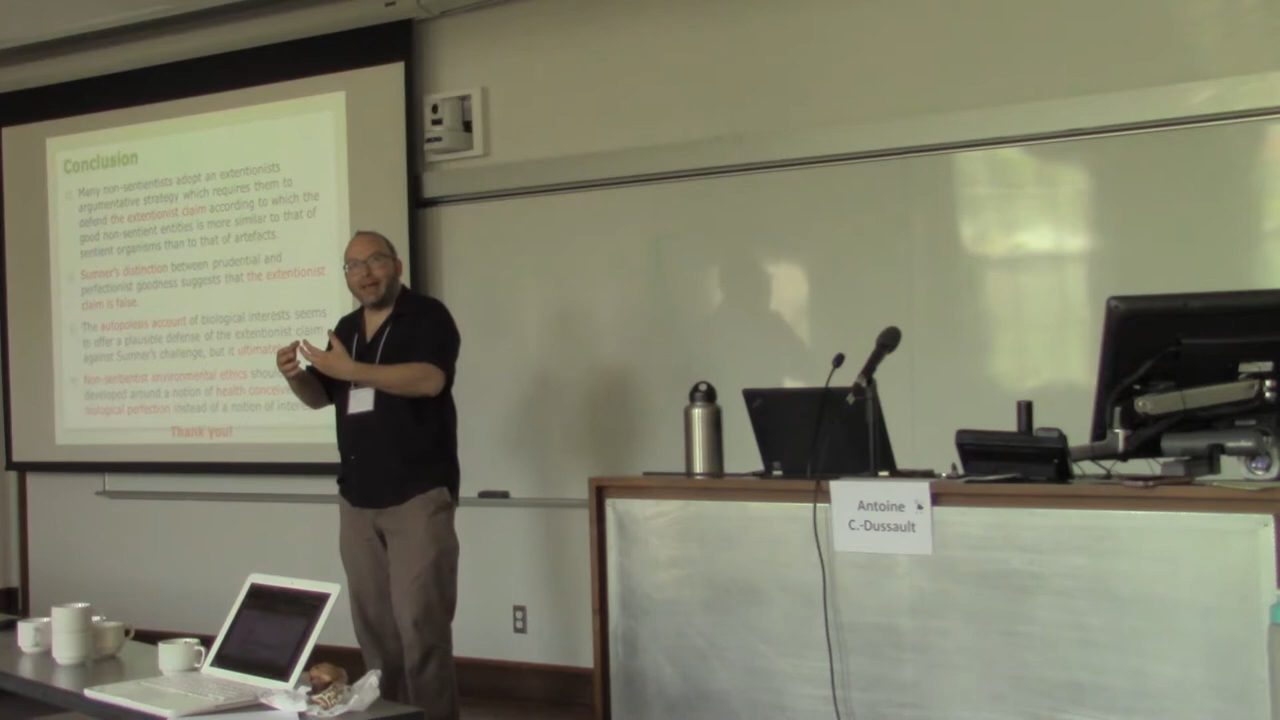 Conclusion
Many non-sentientists adopt an extentionists
argumentative strategy which requires them to
defend the extentionist claim according to which the
good non-sentient entities is more similar to that of
sentient organisms than to that of artefacts.
Sumner's distinction between prudential and
perfectionist goodness suggests that the extentionist
claim is false.
The autopoiesis account of biological interests seems
to offer a plausible defense of the extentionist claim
against Sumner's challenge, but it
Non-sentientist environmental ethics
developed around a notion of health
biological perfection instead of a notion of
Thank you!
Antoine
C.-Dussault